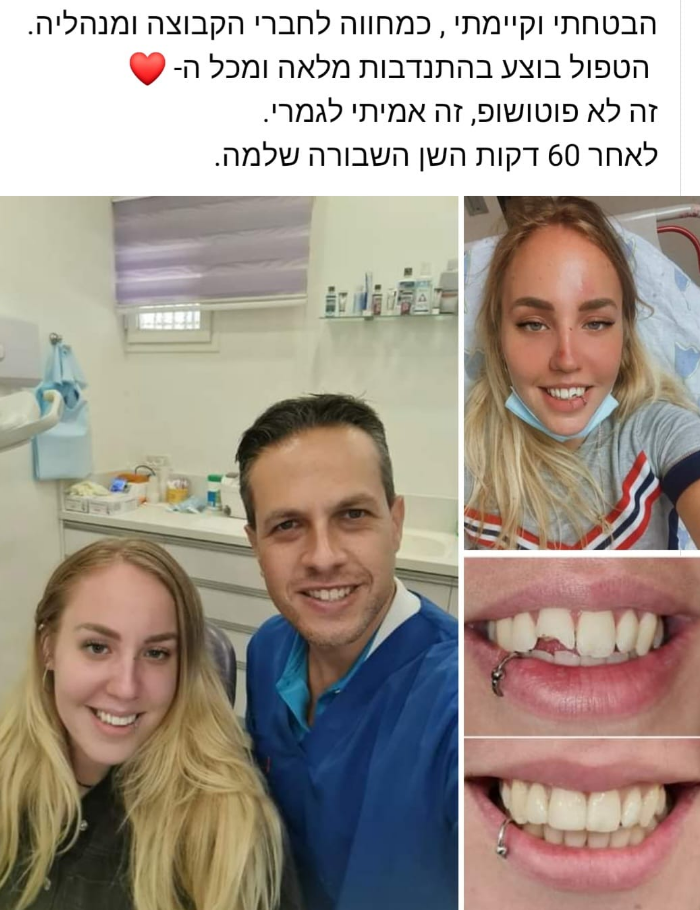 הבטחתי וקיימתי , כמחווה לחברי הקבוצה ומנהליה.
הטפול בוצע בהתנדבות מלאה ומכל ה- ❤️
זה לא פוטושופ, זה אמיתי לגמרי.
לאחר 60 דקות השן השבורה שלמה.